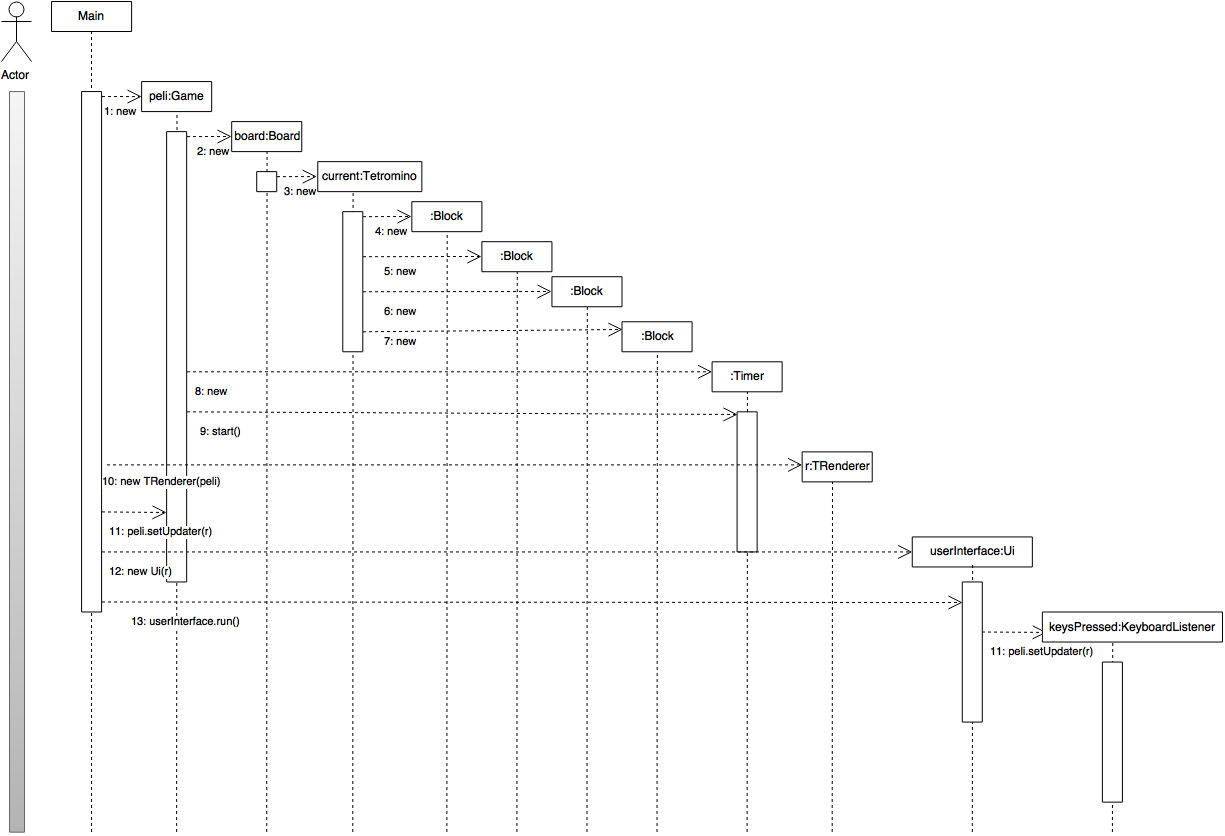 Main
Actor
peli:Game
1: new
board:Board
2: new
current:Tetromino
3: new
:Block
4: new
:Block
5: new
:Block
6: new
:Block
7: new
:Timer
8: new
9: start()
r:TRenderer
10: new TRenderer(peli)
11: peli.setUpdater(r)
userInterface:Ui
12: new Ui(r)
13: userInterface.run()
keysPressed:KeyboardListener
11: peli.setUpdater(r)